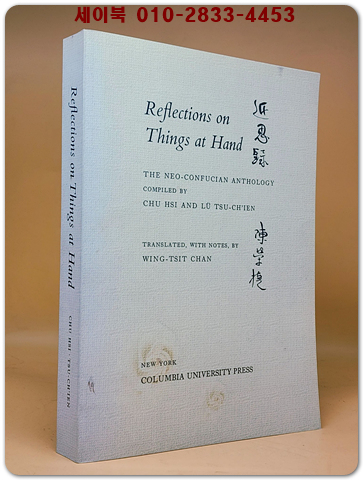 세이북 010-2833-4453
Reflections on
Things at Hand
THE NEO-CONFUCIAN ANTHOLOGY
COMPILED BY
CHU HSI AND LÜ TSU-CH'IEN
TRANSLATED, WITH NOTES, BY
WING-TSIT CHAN
NEW YORK
COLUMBIA UNIVERSITY PRESS
近思錄
陳榮捷
Reflections on Things at Hand
CHU HSI TSU-CH'IEN